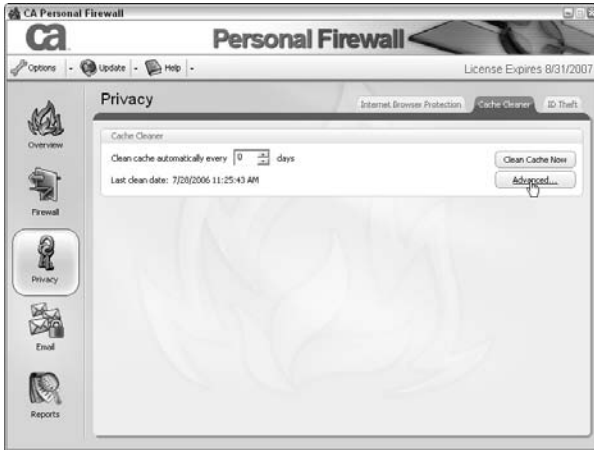 CA Personal Firewall
ca
Personal Firewall
Options
Update
Help
License Expires 8/31/2007
Overview
Firewall
Privacy
Email
Reports
Privacy
Internet Browser Protection
Cache Cleaner
ID Theft
Cache Cleaner
Clean cache automatically every 0 days
Clean Cache Now
Last clean date: 7/28/2006 11:25:43 AM
Advanced...